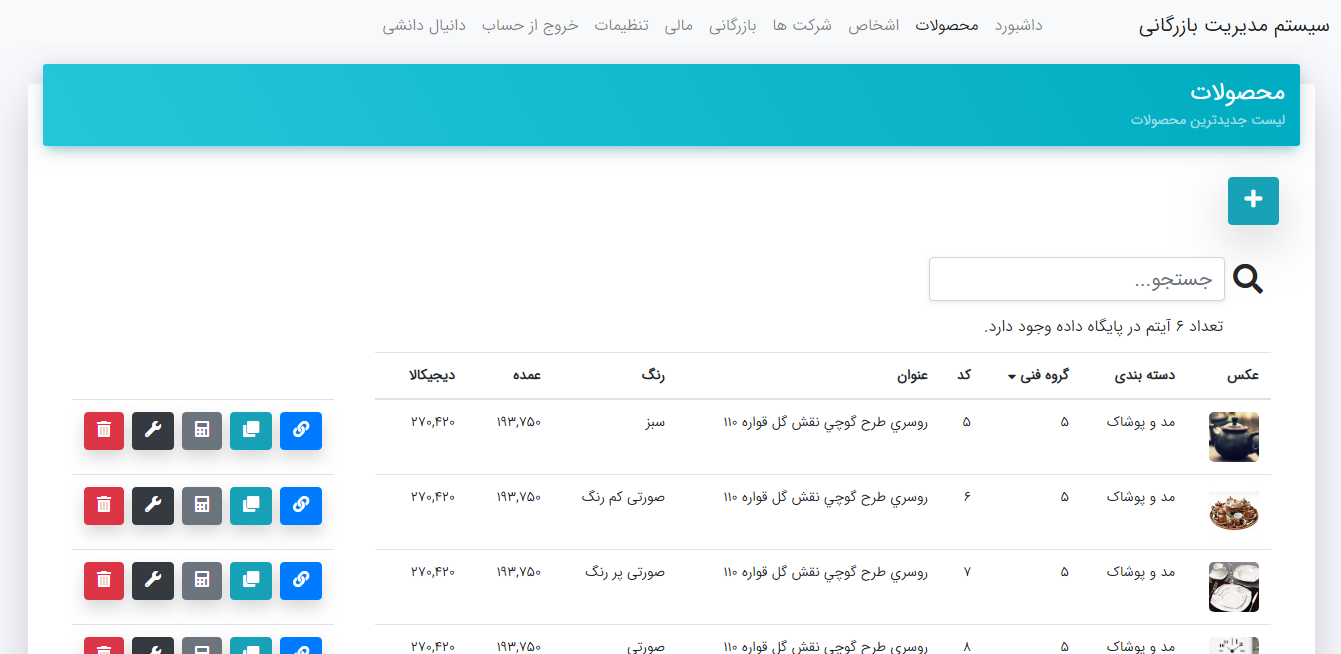 سیستم مدیریت بازرگانی داشبورد محصولات اشخاص شرکت ها بازرگانی مالی تنظیمات خروج از حساب دانیال دانشی
محصولات
لیست جدیدترین محصولات
جستجو...
تعداد ۶ آیتم در پایگاه داده وجود دارد.
عکس دسته بندی گروه فنی کد عنوان رنگ عمده دیجیکالا
مد و پوشاک ۵ ۵ روسري طرح گوچي نقش گل قواره ۱۱۰ سبز ۱۹۳,۷۵۰ ۲۷۰,۴۲۰
مد و پوشاک ۵ ۶ روسري طرح گوچي نقش گل قواره ۱۱۰ صورتی کم رنگ ۱۹۳,۷۵۰ ۲۷۰,۴۲۰
مد و پوشاک ۵ ۷ روسري طرح گوچي نقش گل قواره ۱۱۰ صورتی پر رنگ ۱۹۳,۷۵۰ ۲۷۰,۴۲۰
مد و پوشاک ۵ ۸ روسري طرح گوچي نقش گل قواره ۱۱۰ صورتی ۱۹۳,۷۵۰ ۲۷۰,۴۲۰